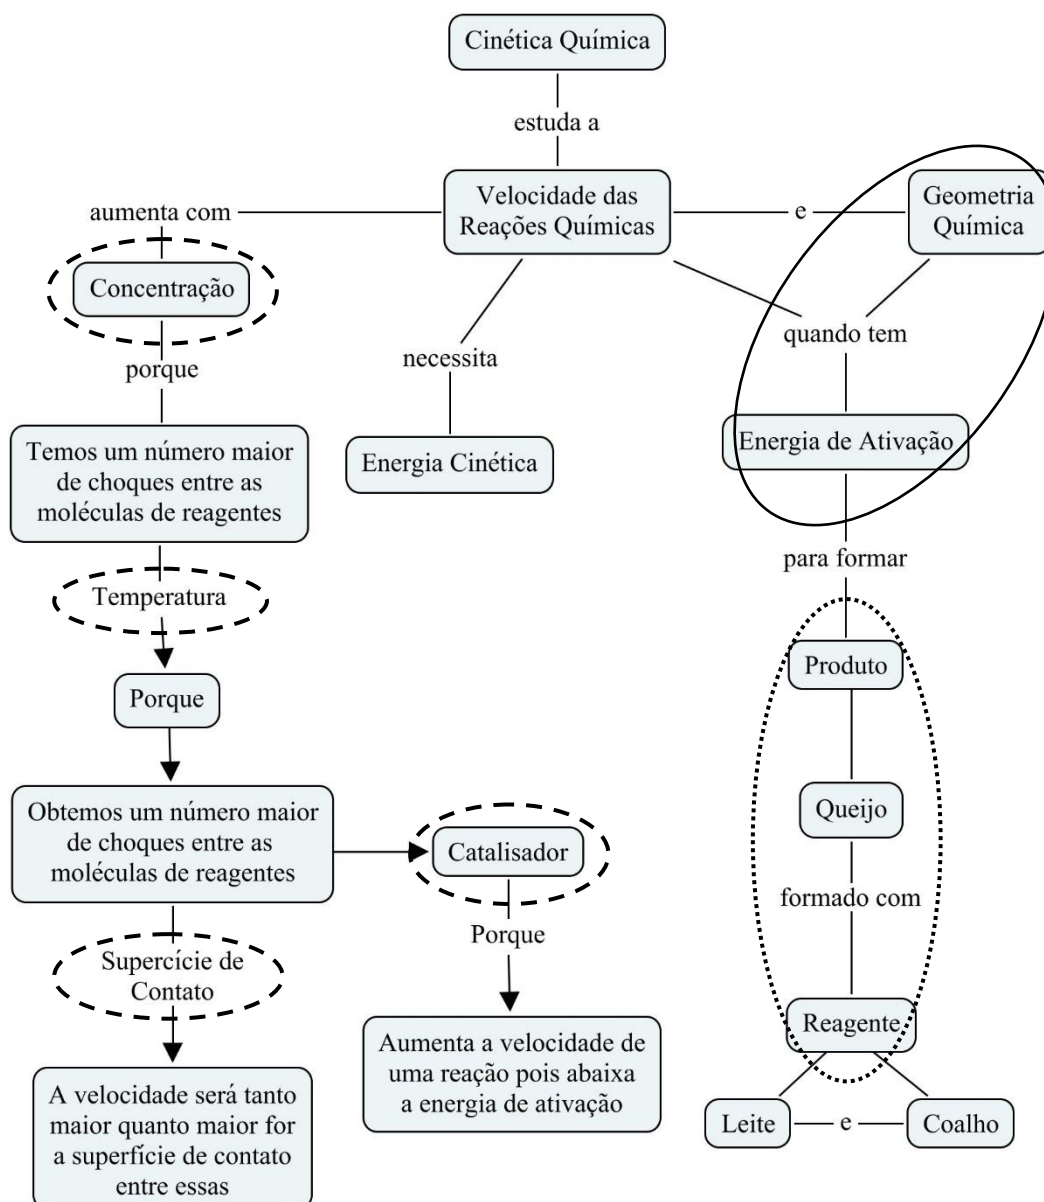 Cinética Química
estuda a
Velocidade das
Reações Químicas
e
Geometria
Química
aumenta com
Concentração
porque
Temos um número maior
de choques entre as
moléculas de reagentes
Temperatura
Porque
Obtemos um número maior
de choques entre as
moléculas de reagentes
Catalisador
Porque
Aumenta a velocidade de
uma reação pois abaixa
a energia de ativação
Supercície de
Contato
A velocidade será tanto
maior quanto maior for
a superfície de contato
entre essas
necessita
Energia Cinética
quando tem
Energia de Ativação
para formar
Produto
Queijo
formado com
Reagente
Leite
e
Coalho